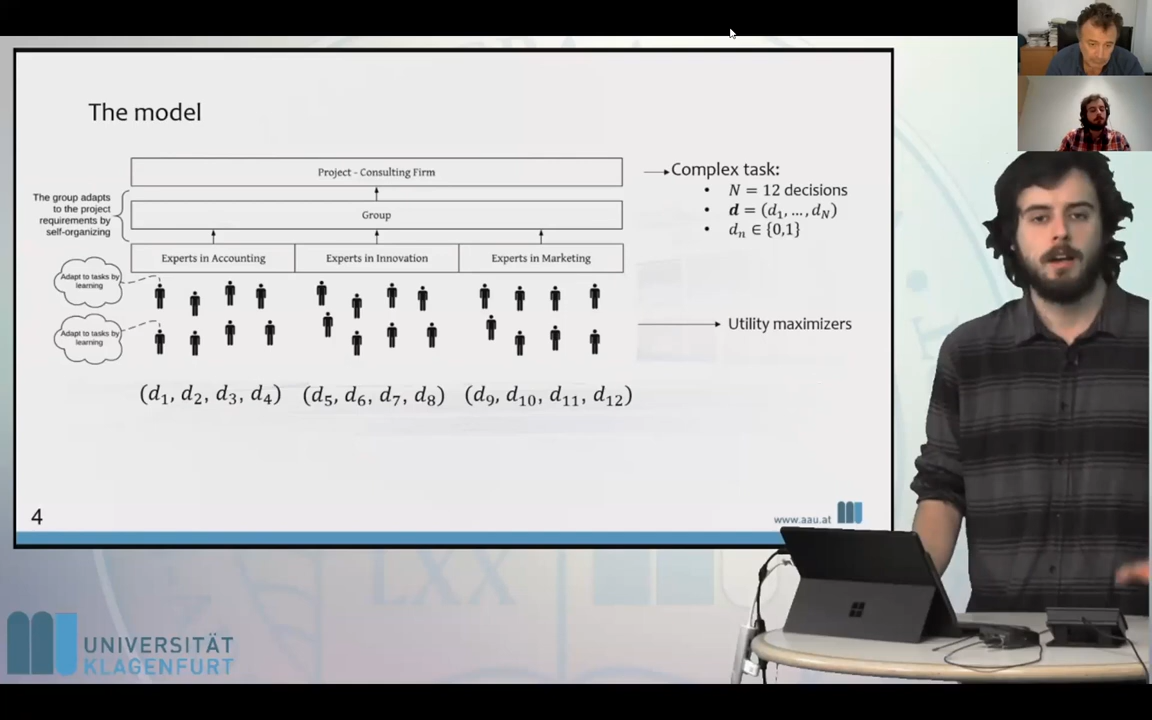 The model
Project - Consulting Firm
The group adapts
to the project
requirements by
self-organizing
Group
Experts in Accounting
Experts in Innovation
Experts in Marketing
Adapt to tasks by
learning
Adapt to tasks by
learning
(d₁, d₂, d₃, d₄)
(d₅, d₆, d₇, d₈)
(d₉, d₁₀, d₁₁, d₁₂)
Complex task:
• N = 12 decisions
• d = (d₁, ..., d_N)
• dₙ ∈ {0,1}
Utility maximizers
4
www.aau.at
LXX
UNIVERSITÄT
KLAGENFURT